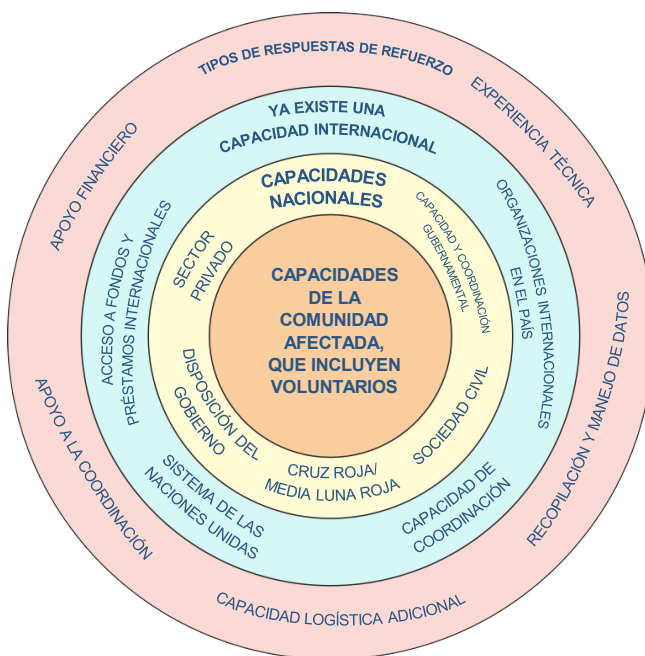 TIPOS DE RESPUESTAS DE REFUERZO
EXPERIENCIA TÉCNICA
RECOPILACIÓN Y MANEJO DE DATOS
CAPACIDAD LOGÍSTICA ADICIONAL
APOYO A LA COORDINACIÓN
APOYO FINANCIERO
YA EXISTE UNA
CAPACIDAD INTERNACIONAL
ORGANIZACIONES INTERNACIONALES
EN EL PAÍS
CAPACIDAD DE
COORDINACIÓN
SISTEMA DE LAS
NACIONES UNIDAS
ACCESO A FONDOS Y
PRÉSTAMOS INTERNACIONALES
CAPACIDADES
NACIONALES
CAPACIDAD Y COORDINACIÓN
GUBERNAMENTAL
SOCIEDAD CIVIL
CRUZ ROJA/
MEDIA LUNA ROJA
DISPOSICIÓN DEL
GOBIERNO
SECTOR
PRIVADO
CAPACIDADES
DE LA
COMUNIDAD
AFECTADA,
QUE INCLUYEN
VOLUNTARIOS